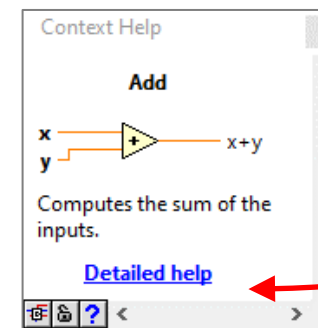 Context Help
Add
x
y
+
x+y
Computes the sum of the
inputs.
Detailed help
?